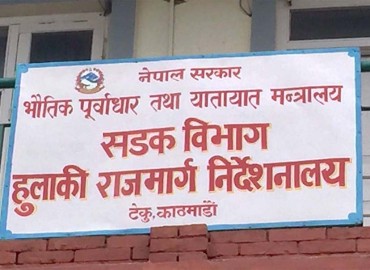 नेपाल सरकार
भौतिक पूर्वाधार तथा यातायात मन्त्रालय
सडक विभाग
हुलाकी राजमार्ग निर्देशनालय
टेकु, काठमाडौं